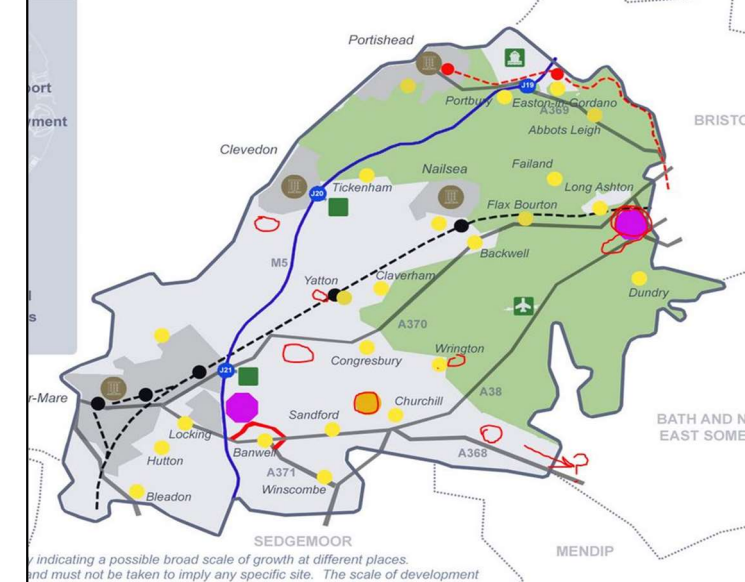 Portishead
ort
Portbury
J19
Easton-in-Gordano
A369
yment
BRISTO
Abbots Leigh
Clevedon
Nailsea
Failand
Tickenham
Long Ashton
J20
Flax Bourton
M5
Backwell
Yatton
Claverham
Dundry
l
s
A370
Wrington
Congresbury
J21
A38
r-Mare
Churchill
Sandford
BATH AND N
EAST SOME
Locking
Banwell
A368
Hutton
A371
Winscombe
Bleadon
SEDGEMOOR
MENDIP
y indicating a possible broad scale of growth at different places.
and must not be taken to imply any specific site. The scale of development